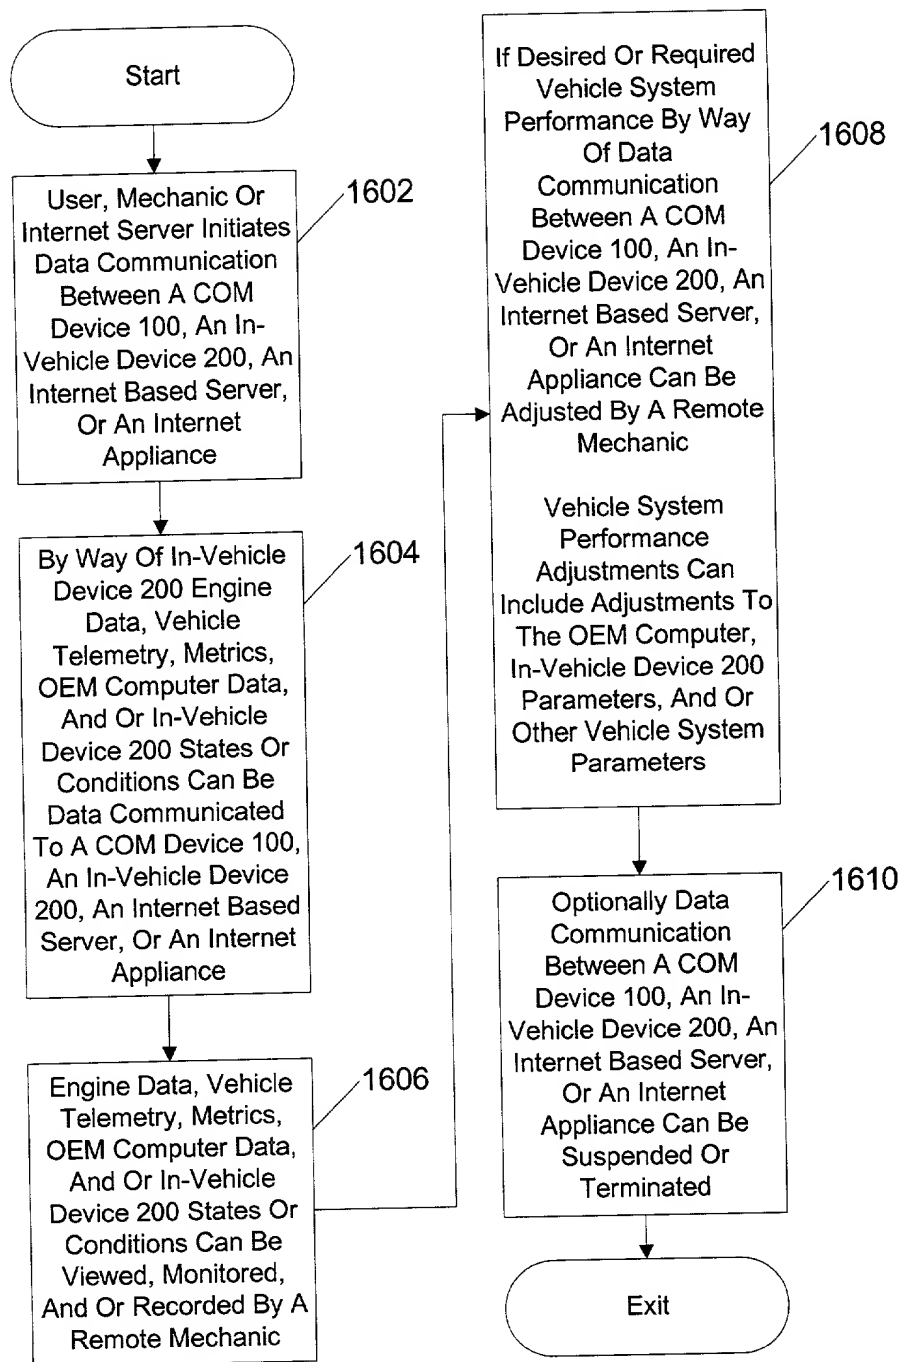 Start
User, Mechanic Or
Internet Server Initiates
Data Communication
Between A COM
Device 100, An In-
Vehicle Device 200, An
Internet Based Server,
Or An Internet
Appliance
1602
By Way Of In-Vehicle
Device 200 Engine
Data, Vehicle
Telemetry, Metrics,
OEM Computer Data,
And Or In-Vehicle
Device 200 States Or
Conditions Can Be
Data Communicated
To A COM Device 100,
An In-Vehicle Device
200, An Internet Based
Server, Or An Internet
Appliance
1604
Engine Data, Vehicle
Telemetry, Metrics,
OEM Computer Data,
And Or In-Vehicle
Device 200 States Or
Conditions Can Be
Viewed, Monitored,
And Or Recorded By A
Remote Mechanic
1606
If Desired Or Required
Vehicle System
Performance By Way
Of Data
Communication
Between A COM
Device 100, An In-
Vehicle Device 200, An
Internet Based Server,
Or An Internet
Appliance Can Be
Adjusted By A Remote
Mechanic
Vehicle System
Performance
Adjustments Can
Include Adjustments To
The OEM Computer,
In-Vehicle Device 200
Parameters, And Or
Other Vehicle System
Parameters
1608
Optionally Data
Communication
Between A COM
Device 100, An In-
Vehicle Device 200, An
Internet Based Server,
Or An Internet
Appliance Can Be
Suspended Or
Terminated
1610
Exit